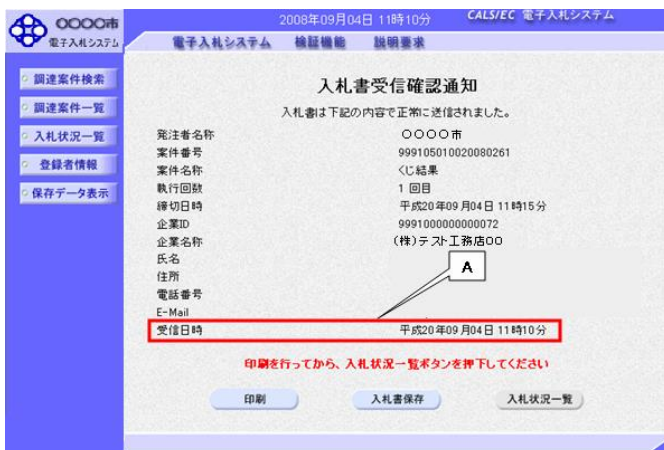 〇〇〇〇市
電子入札システム
2008年09月04日 11時10分
CALS/EC 電子入札システム
電子入札システム 検証機能 説明要求
調達案件検索
調達案件一覧
入札状況一覧
登録者情報
保存データ表示
入札書受信確認通知
入札書は下記の内容で正常に送信されました。
発注者名称 〇〇〇〇市
案件番号 999105010020080261
案件名称 くじ結果
執行回数 1 回目
締切日時 平成20年09月04日 11時15分
企業ID 9991000000000072
企業名称 (株)テスト工務店〇〇
氏名
住所
電話番号
E-Mail
A
受信日時 平成20年09月04日 11時10分
印刷を行ってから、入札状況一覧ボタンを押下してください
印刷 入札書保存 入札状況一覧